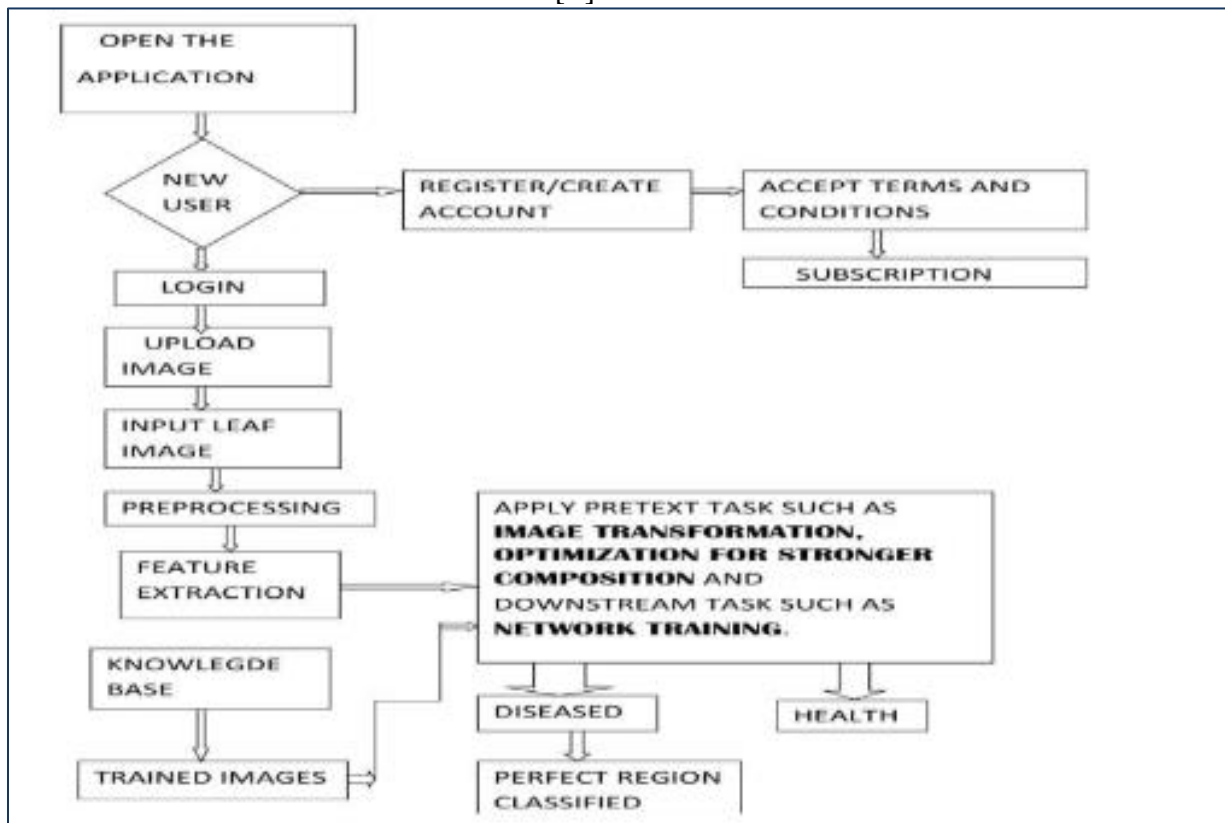 OPEN THE
APPLICATION
NEW
USER
REGISTER/CREATE
ACCOUNT
ACCEPT TERMS AND
CONDITIONS
SUBSCRIPTION
LOGIN
UPLOAD
IMAGE
INPUT LEAF
IMAGE
PREPROCESSING
FEATURE
EXTRACTION
APPLY PRETEXT TASK SUCH AS
IMAGE TRANSFORMATION,
OPTIMIZATION FOR STRONGER
COMPOSITION AND
DOWNSTREAM TASK SUCH AS
NETWORK TRAINING.
KNOWLEGDE
BASE
TRAINED IMAGES
DISEASED
HEALTH
PERFECT REGION
CLASSIFIED